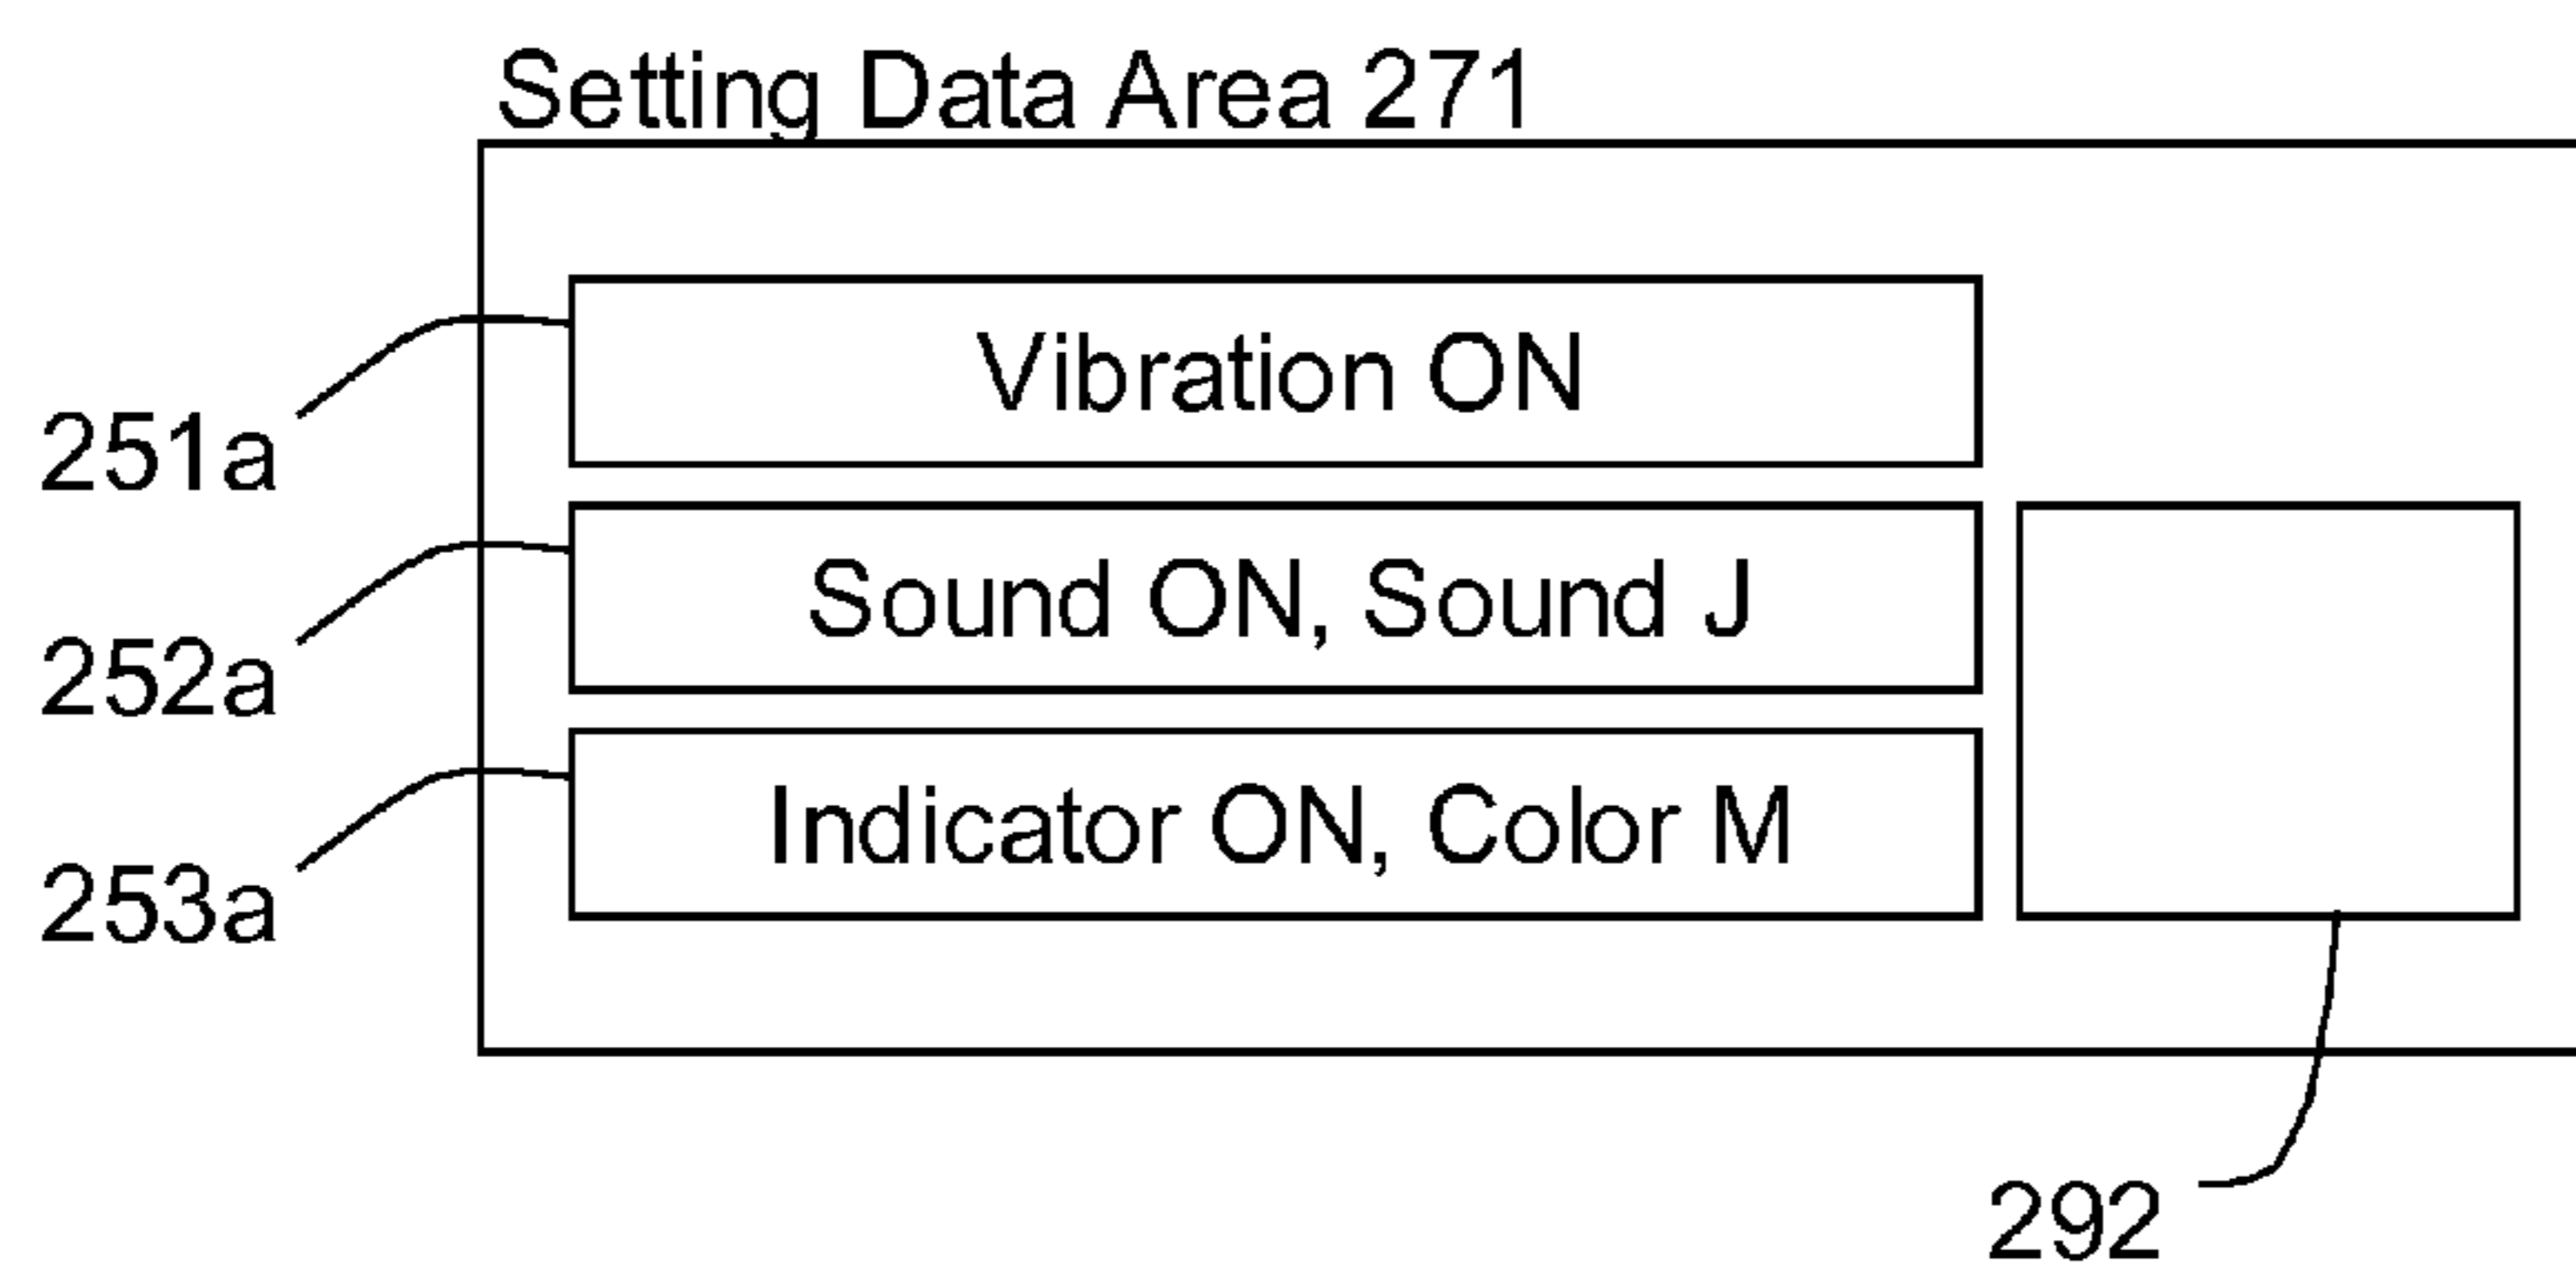 Setting Data Area 271
Vibration ON
251a
Sound ON, Sound J
252a
Indicator ON, Color M
253a
292